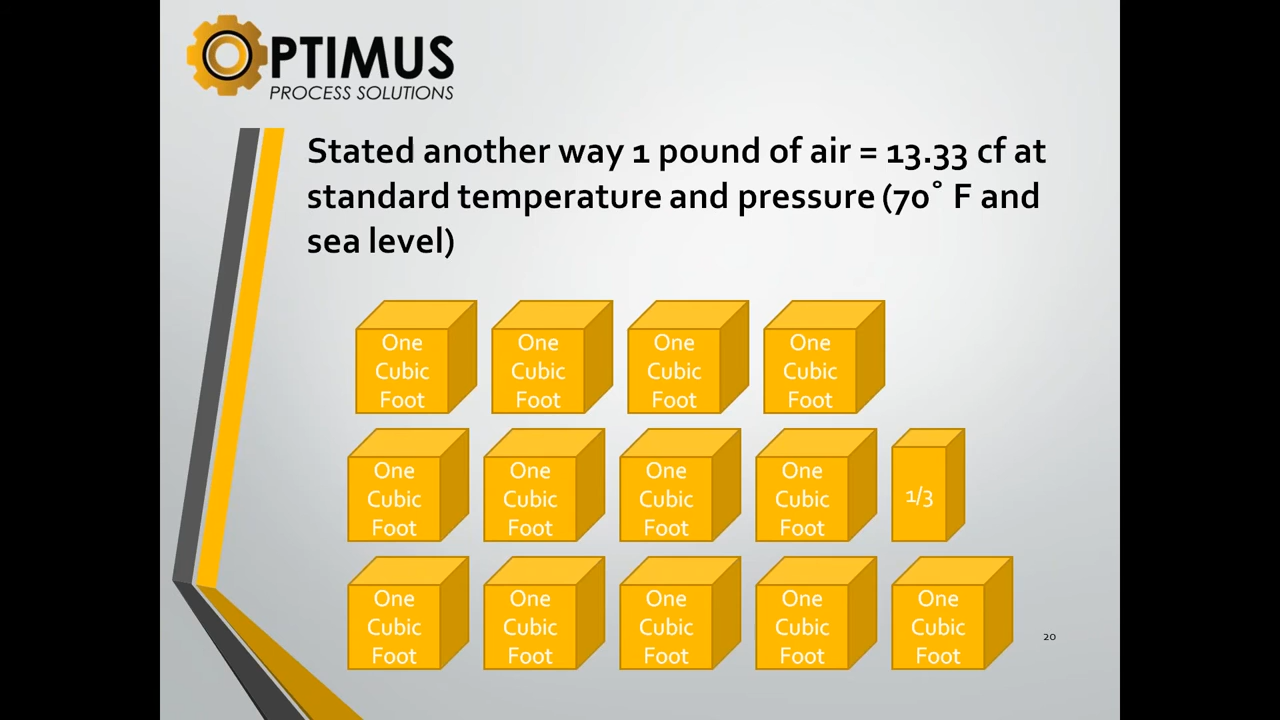 OPTIMUS
PROCESS SOLUTIONS
Stated another way 1 pound of air = 13.33 cf at
standard temperature and pressure (70˚ F and
sea level)
One Cubic Foot
One Cubic Foot
One Cubic Foot
One Cubic Foot
One Cubic Foot
One Cubic Foot
One Cubic Foot
One Cubic Foot
1/3
One Cubic Foot
One Cubic Foot
One Cubic Foot
One Cubic Foot
One Cubic Foot
20